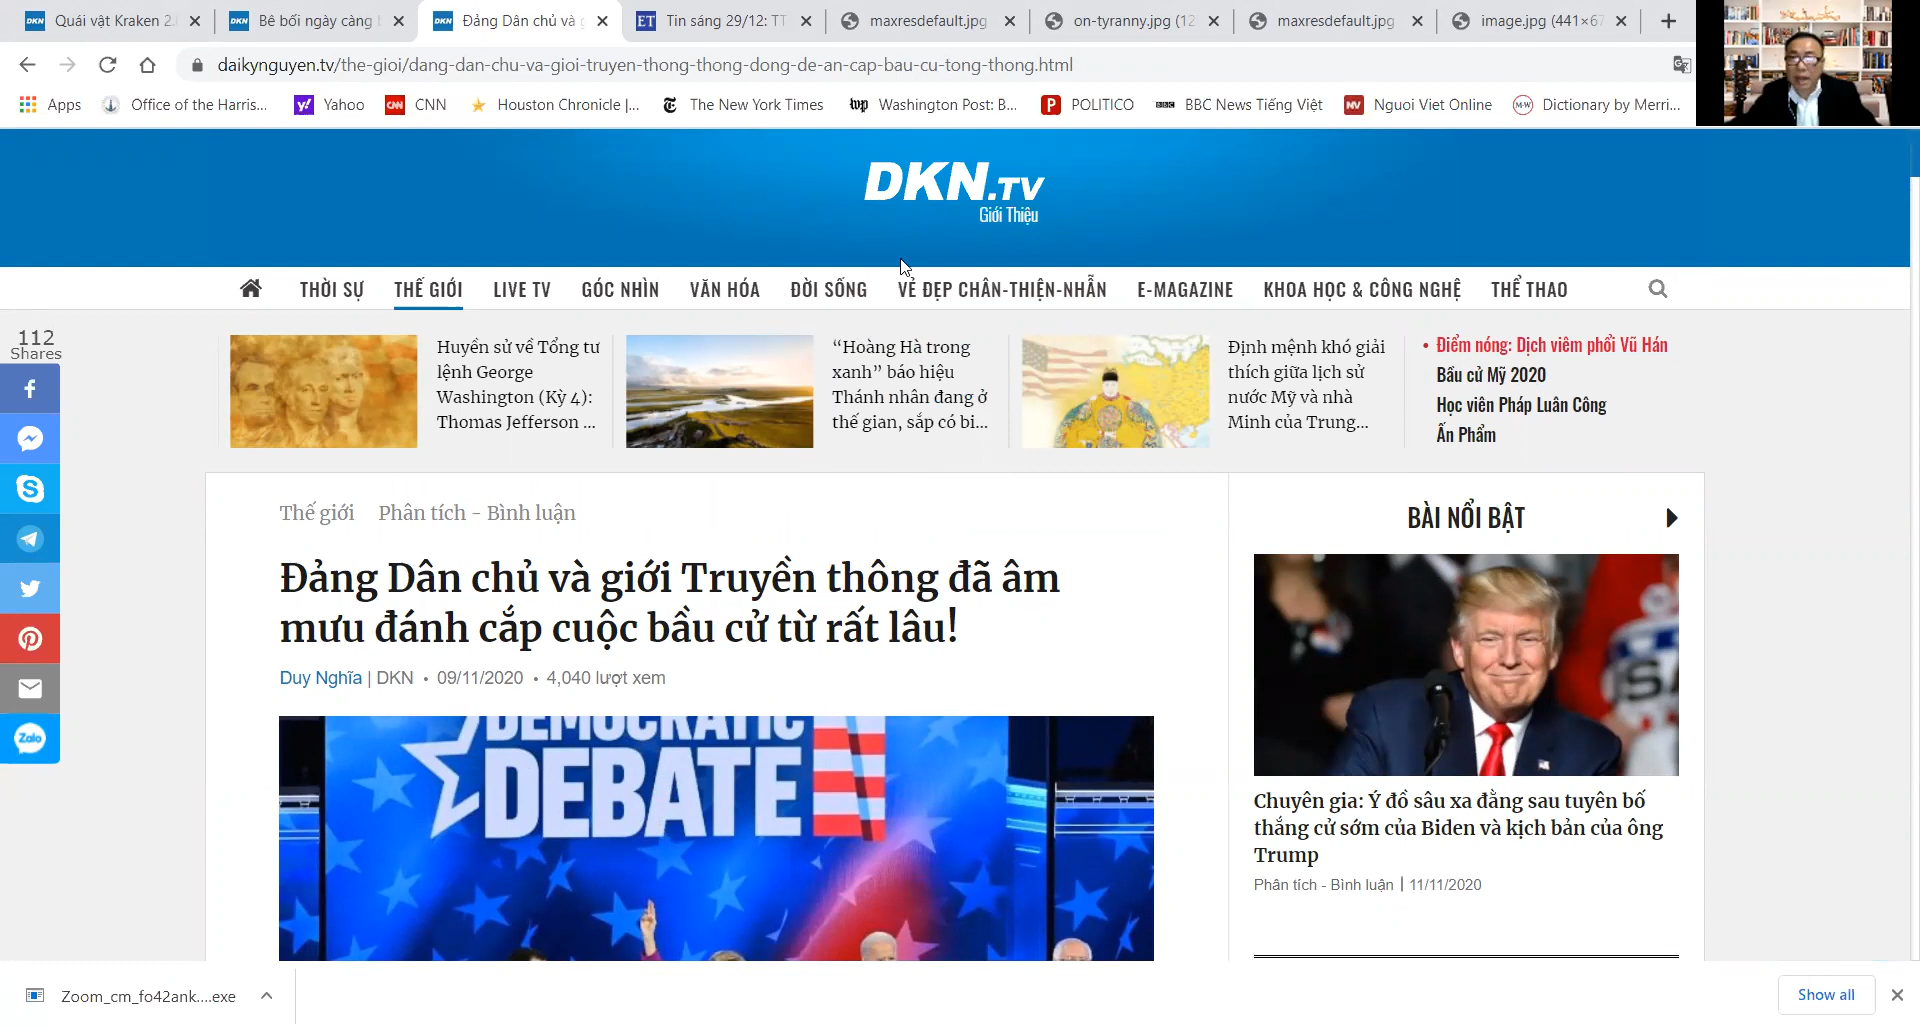 Quái vật Kraken 2.
Bê bối ngày càng
Đảng Dân chủ và
Tin sáng 29/12: TT
maxresdefault.jpg
on-tyranny.jpg (12
maxresdefault.jpg
image.jpg (441×67
daikynguyen.tv/the-gioi/dang-dan-chu-va-gioi-truyen-thong-thong-dong-de-an-cap-bau-cu-tong-thong.html
Apps
Office of the Harris...
Yahoo
CNN
Houston Chronicle |...
The New York Times
Washington Post: B...
POLITICO
BBC News Tiếng Việt
Nguoi Viet Online
Dictionary by Merri...
DKN.TV
Giới Thiệu
THỜI SỰ
THẾ GIỚI
LIVE TV
GÓC NHÌN
VĂN HÓA
ĐỜI SỐNG
VẺ ĐẸP CHÂN-THIỆN-NHẪN
E-MAGAZINE
KHOA HỌC & CÔNG NGHỆ
THỂ THAO
112
Shares
Huyền sử về Tổng tư
lệnh George
Washington (Kỳ 4):
Thomas Jefferson ...
“Hoàng Hà trong
xanh” báo hiệu
Thánh nhân đang ở
thế gian, sắp có bi...
Định mệnh khó giải
thích giữa lịch sử
nước Mỹ và nhà
Minh của Trung...
• Điểm nóng: Dịch viêm phổi Vũ Hán
Bầu cử Mỹ 2020
Học viên Pháp Luân Công
Ấn Phẩm
Thế giới Phân tích - Bình luận
Đảng Dân chủ và giới Truyền thông đã âm
mưu đánh cắp cuộc bầu cử từ rất lâu!
Duy Nghĩa | DKN • 09/11/2020 • 4,040 lượt xem
DEMOCRATIC
DEBATE
BÀI NỔI BẬT
Chuyên gia: Ý đồ sâu xa đằng sau tuyên bố
thắng cử sớm của Biden và kịch bản của ông
Trump
Phân tích - Bình luận | 11/11/2020
Zalo
Zoom_cm_fo42ank....exe
Show all